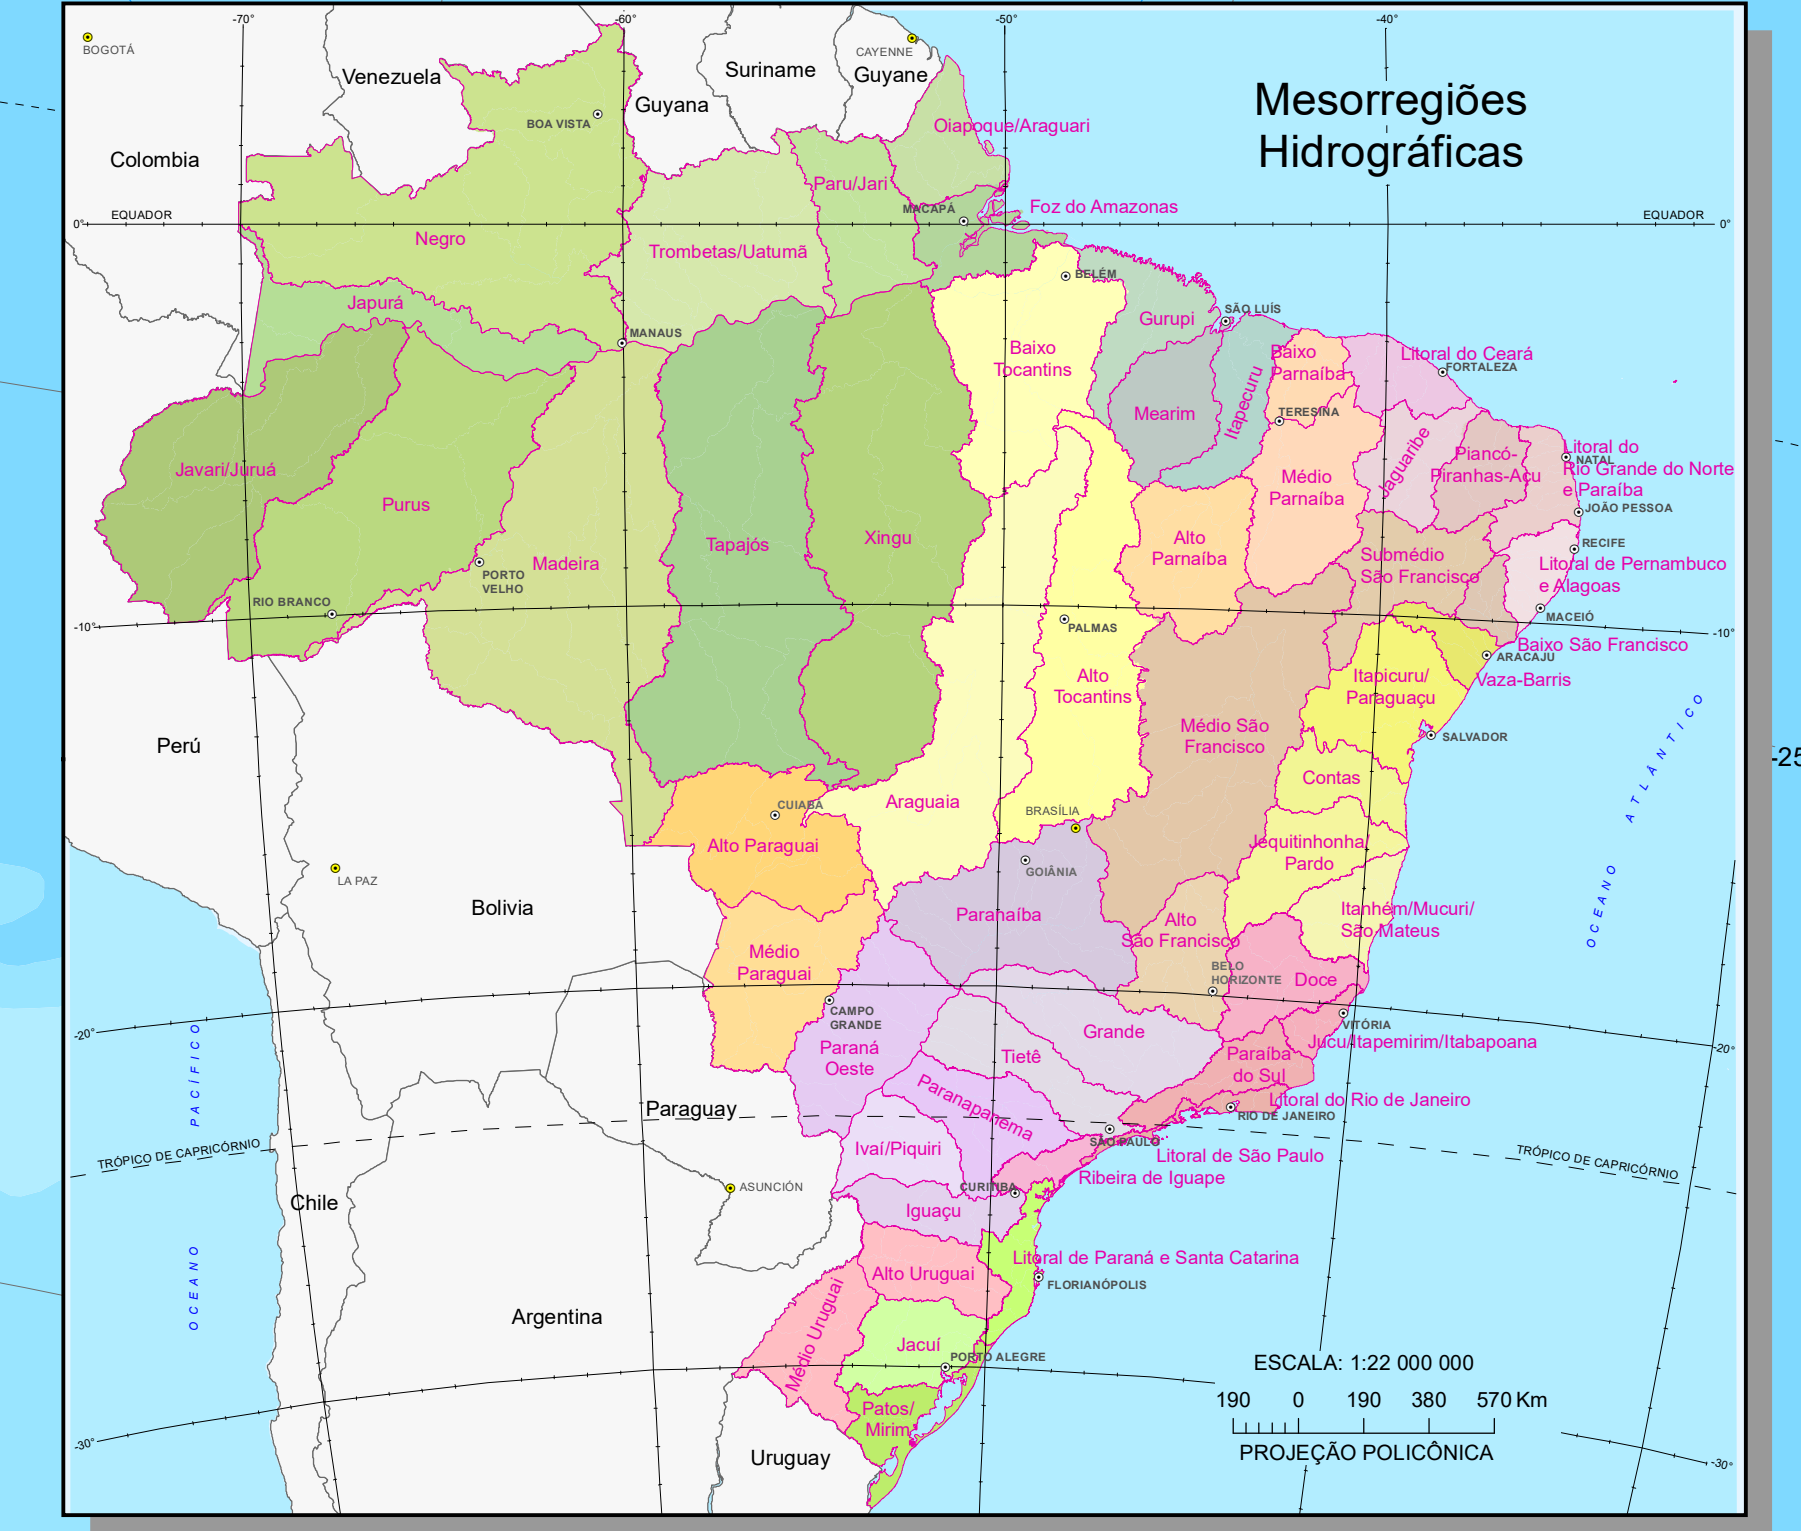 -70°
-60°
-50°
-40°
BOGOTÁ
CAYENNE
Venezuela
Suriname
Guyane
Guyana
Mesorregiões
Hidrográficas
BOA VISTA
Oiapoque/Araguari
Colombia
Paru/Jari
MACAPÁ
Foz do Amazonas
EQUADOR
EQUADOR
0°
0°
Negro
Trombetas/Uatumã
BELÉM
Japurá
SÃO LUÍS
Gurupi
MANAUS
Baixo
Tocantins
Baixo
Parnaíba
Litoral do Ceará
FORTALEZA
Itapecuru
Mearim
TERESINA
Jaguaribe
Piancó-
Piranhas-Açu
Litoral do
NATAL
Rio Grande do Norte
e Paraíba
JOÃO PESSOA
Javari/Juruá
Purus
Médio
Parnaíba
Madeira
Tapajós
Xingu
Alto
Parnaíba
Submédio
São Francisco
RECIFE
Litoral de Pernambuco
e Alagoas
PORTO
VELHO
RIO BRANCO
MACEIÓ
-10°
-10°
PALMAS
Baixo São Francisco
ARACAJU
Vaza-Barris
Alto
Tocantins
Itapicuru/
Paraguaçu
Perú
Médio São
Francisco
SALVADOR
OCEANO ATLÂNTICO
-25
Contas
CUIABÁ
Araguaia
BRASÍLIA
Alto Paraguai
Jequitinhonha/
Pardo
LA PAZ
GOIÂNIA
Bolivia
Paranaíba
Alto
São Francisco
Itanhém/Mucuri/
São Mateus
Médio
Paraguai
BELO
HORIZONTE
Doce
CAMPO
GRANDE
VITÓRIA
-20°
-20°
Grande
Jucu/Itapemirim/Itabapoana
Paraná
Oeste
Tietê
Paraíba
do Sul
OCEANO PACÍFICO
Paranapanema
Litoral do Rio de Janeiro
RIO DE JANEIRO
Paraguay
SÃO PAULO
TRÓPICO DE CAPRICÓRNIO
TRÓPICO DE CAPRICÓRNIO
Ivaí/Piquiri
Litoral de São Paulo
Ribeira de Iguape
ASUNCIÓN
CURITIBA
Chile
Iguaçu
Litoral de Paraná e Santa Catarina
Alto Uruguai
FLORIANÓPOLIS
Argentina
Médio Uruguai
Jacuí
PORTO ALEGRE
ESCALA: 1:22 000 000
190 0 190 380 570 Km
PROJEÇÃO POLICÔNICA
Patos/
Mirim
-30°
-30°
Uruguay